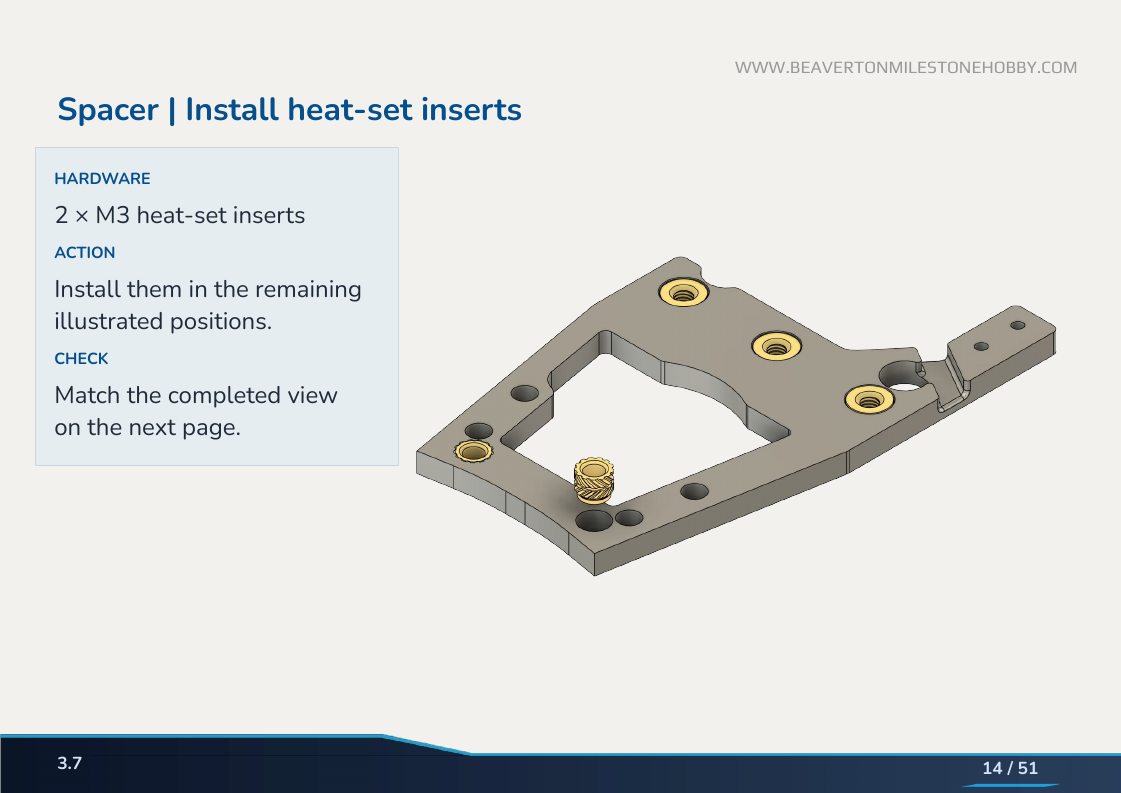 WWW.BEAVERTONMILESTONEHOBBY.COM
Spacer | Install heat-set inserts
HARDWARE
2 × M3 heat-set inserts
ACTION
Install them in the remaining
illustrated positions.
CHECK
Match the completed view
on the next page.
3.7
14 / 51